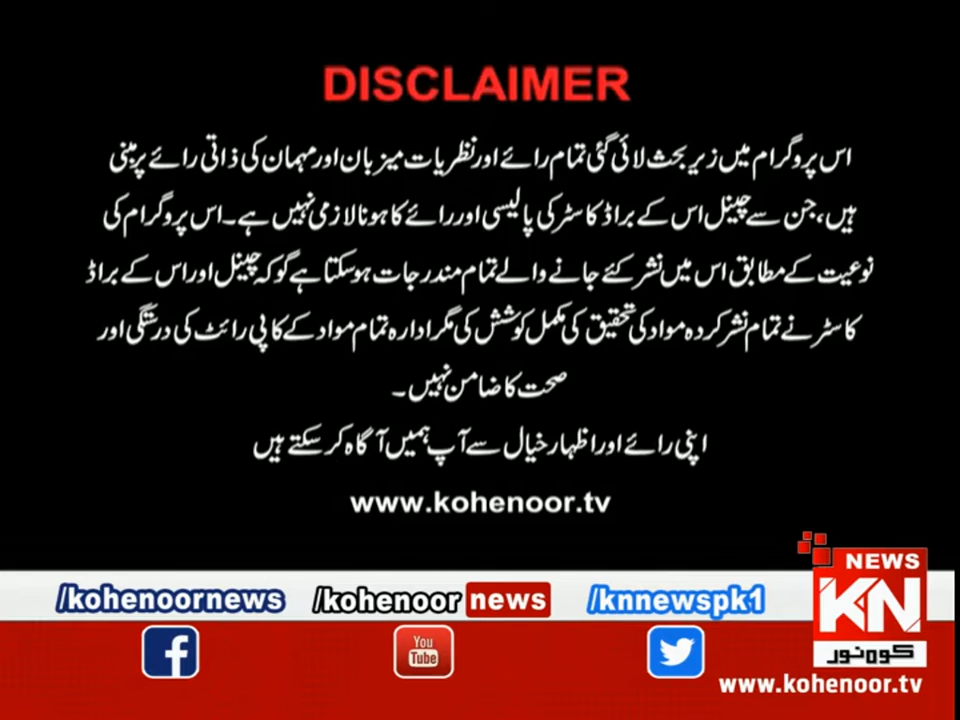 DISCLAIMER
اس پروگرام میں زیر بحث لائی گئی تمام رائے اور نظریات میزبان اور مہمان کی ذاتی رائے پر مبنی
ہیں، جن سے چینل اس کے براڈ کاسٹر کی پالیسی اور رائے کا ہونا لازمی نہیں ہے۔ اس پروگرام کی
نوعیت کے مطابق اس میں نشر کئے جانے والے تمام مندرجات ہو سکتا ہے گو کہ چینل اور اس کے براڈ
کاسٹر نے تمام نشر کردہ مواد کی تحقیق کی مکمل کوشش کی مگر ادارہ تمام مواد کے کاپی رائٹ کی درستگی اور
صحت کا ضامن نہیں۔
اپنی رائے اور اظہار خیال سے آپ ہمیں آگاہ کر سکتے ہیں
www.kohenoor.tv
/kohenoornews /kohenoor news /knnewspk1
You Tube
NEWS
KN
کوہ نور
www.kohenoor.tv